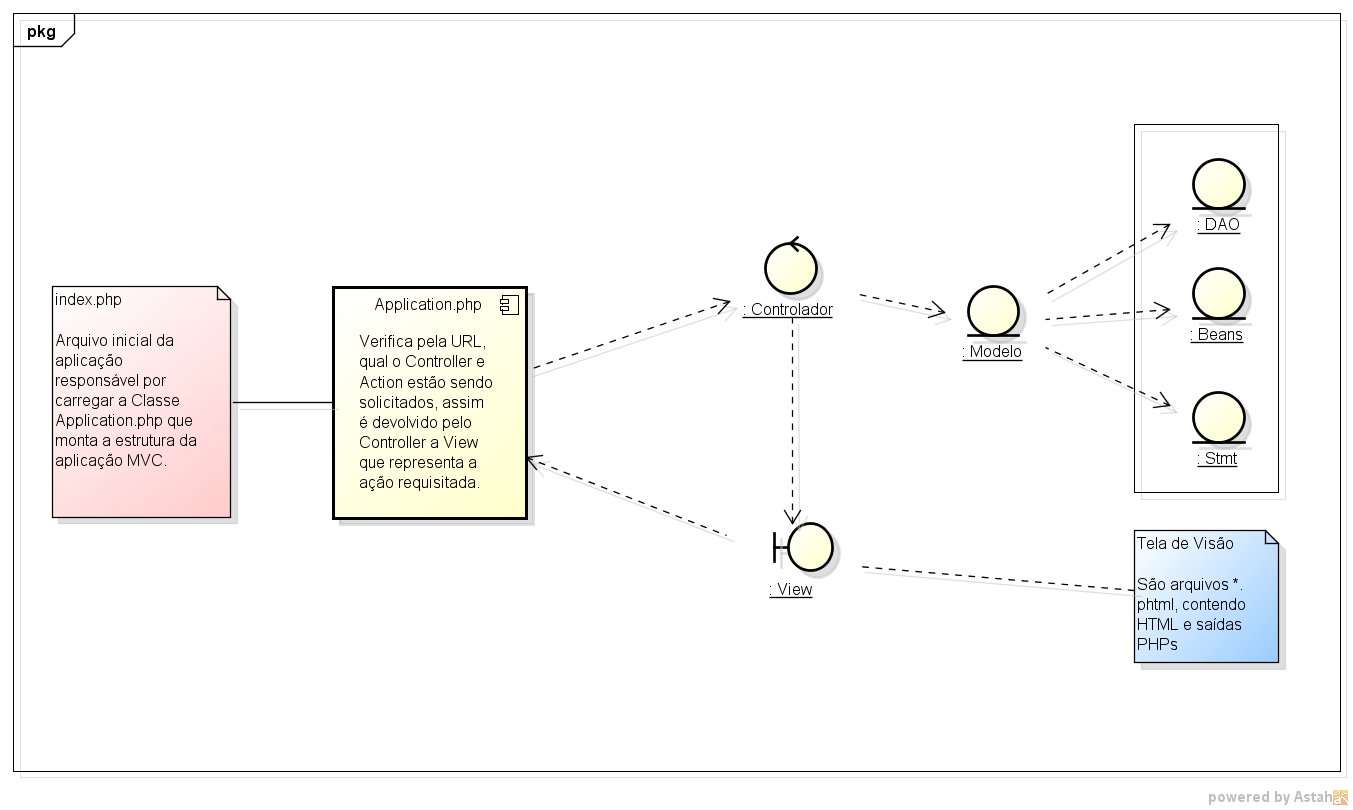 pkg
index.php
Arquivo inicial da
aplicação
responsável por
carregar a Classe
Application.php que
monta a estrutura da
aplicação MVC.
Application.php
Verifica pela URL,
qual o Controller e
Action estão sendo
solicitados, assim
é devolvido pelo
Controller a View
que representa a
ação requisitada.
: Controlador
: Modelo
: DAO
: Beans
: Stmt
: View
Tela de Visão
São arquivos *.
phtml, contendo
HTML e saídas
PHPs
powered by Astah